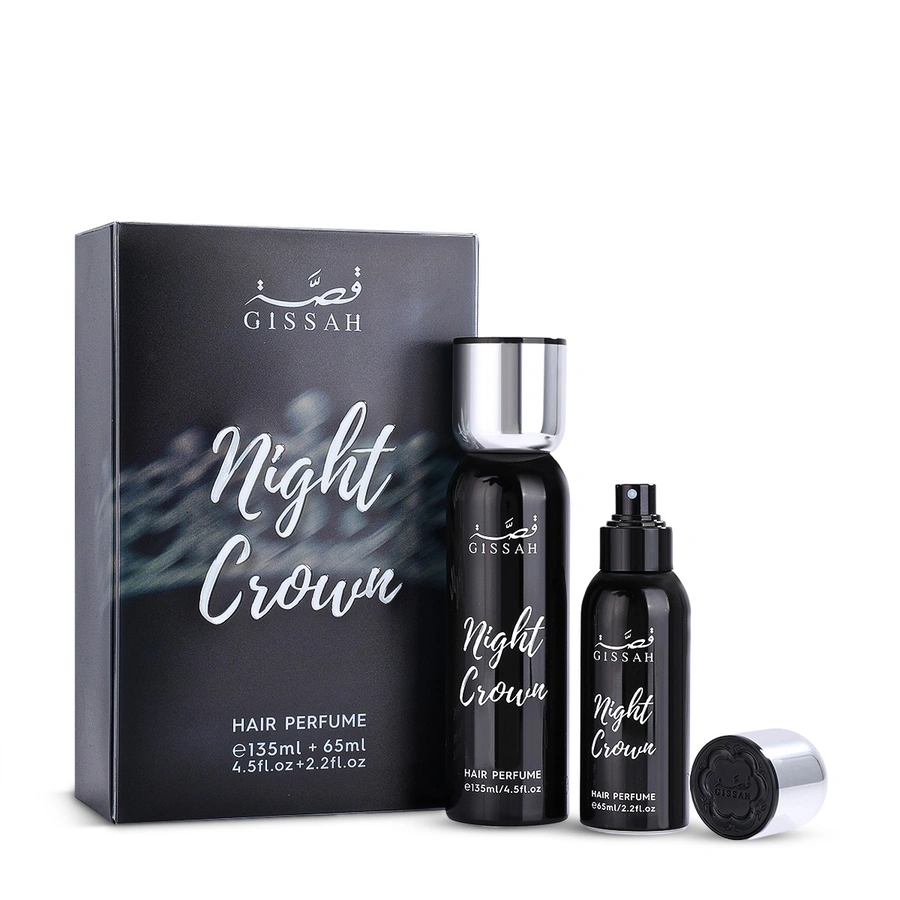 قصّة
GISSAH
Night
Crown
HAIR PERFUME
℮135ml + 65ml
4.5fl.oz+2.2fl.oz
قصّة
GISSAH
Night
Crown
HAIR PERFUME
℮135ml/4.5fl.oz
قصّة
GISSAH
Night
Crown
HAIR PERFUME
℮65ml/2.2fl.oz
قصّة
GISSAH